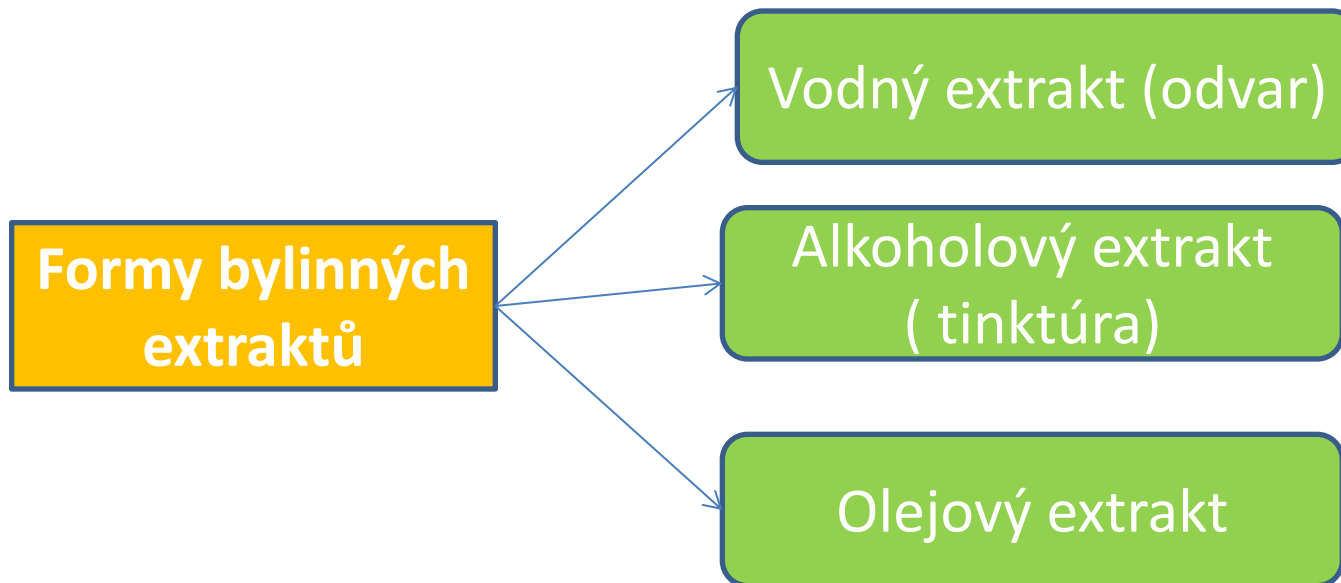 Formy bylinných
extraktů
Vodný extrakt (odvar)
Alkoholový extrakt
( tinktúra)
Olejový extrakt